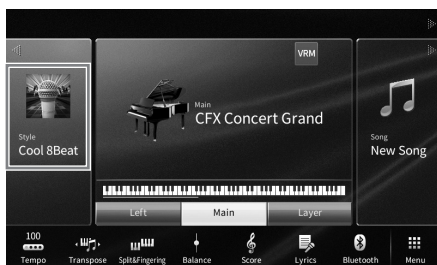 VRM
Main
CFX Concert Grand
Style
Cool 8Beat
Song
New Song
Left
Main
Layer
100
Tempo
Transpose
Split&Fingering
Balance
Score
Lyrics
Bluetooth
Menu